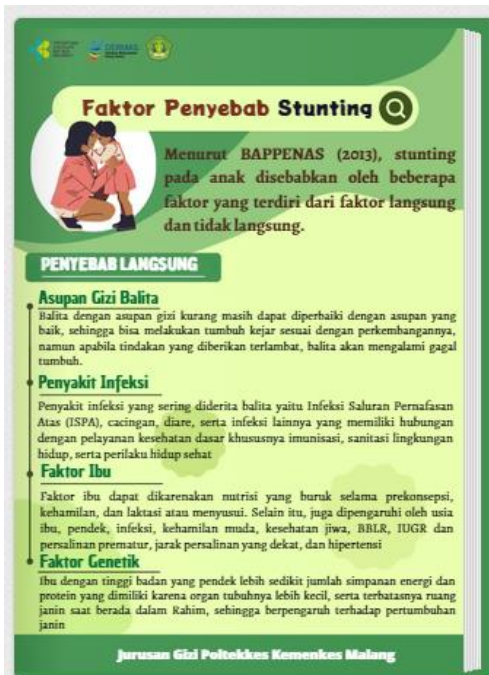 GERMAS
Faktor Penyebab Stunting
Menurut BAPPENAS (2013), stunting
pada anak disebabkan oleh beberapa
faktor yang terdiri dari faktor langsung
dan tidak langsung.
PENYEBAB LANGSUNG
Asupan Gizi Balita
Balita dengan asupan gizi kurang masih dapat diperbaiki dengan asupan yang
baik, sehingga bisa melakukan tumbuh kejar sesuai dengan perkembangannya,
namun apabila tindakan yang diberikan terlambat, balita akan mengalami gagal
tumbuh.
Penyakit Infeksi
Penyakit infeksi yang sering diderita balita yaitu Infeksi Saluran Pernafasan
Atas (ISPA), cacingan, diare, serta infeksi lainnya yang memiliki hubungan
dengan pelayanan kesehatan dasar khususnya imunisasi, sanitasi lingkungan
hidup, serta perilaku hidup sehat
Faktor Ibu
Faktor ibu dapat dikarenakan nutrisi yang buruk selama prekonsepsi,
kehamilan, dan laktasi atau menyusui. Selain itu, juga dipengaruhi oleh usia
ibu, pendek, infeksi, kehamilan muda, kesehatan jiwa, BBLR, IUGR dan
persalinan prematur, jarak persalinan yang dekat, dan hipertensi
Faktor Genetik
Ibu dengan tinggi badan yang pendek lebih sedikit jumlah simpanan energi dan
protein yang dimiliki karena organ tubuhnya lebih kecil, serta terbatasnya ruang
janin saat berada dalam Rahim, sehingga berpengaruh terhadap pertumbuhan
janin
Jurusan Gizi Poltekkes Kemenkes Malang